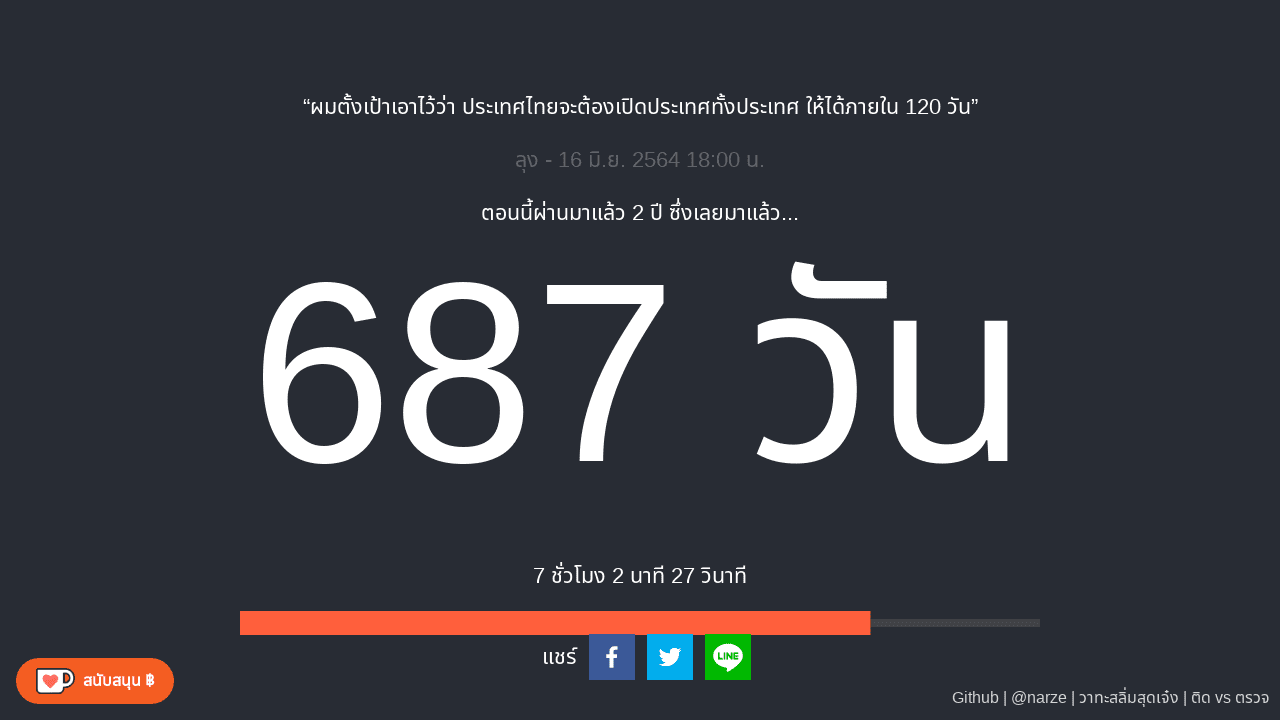 “ผมตั้งเป้าเอาไว้ว่า ประเทศไทยจะต้องเปิดประเทศทั้งประเทศ ให้ได้ภายใน 120 วัน”
ลุง - 16 มิ.ย. 2564 18:00 น.
ตอนนี้ผ่านมาแล้ว 2 ปี ซึ่งเลยมาแล้ว...
687 วัน
7 ชั่วโมง 2 นาที 27 วินาที
แชร์
LINE
สนับสนุน ฿
Github | @narze | วาทะสลิ่มสุดเจ๋ง | ติด vs ตรวจ